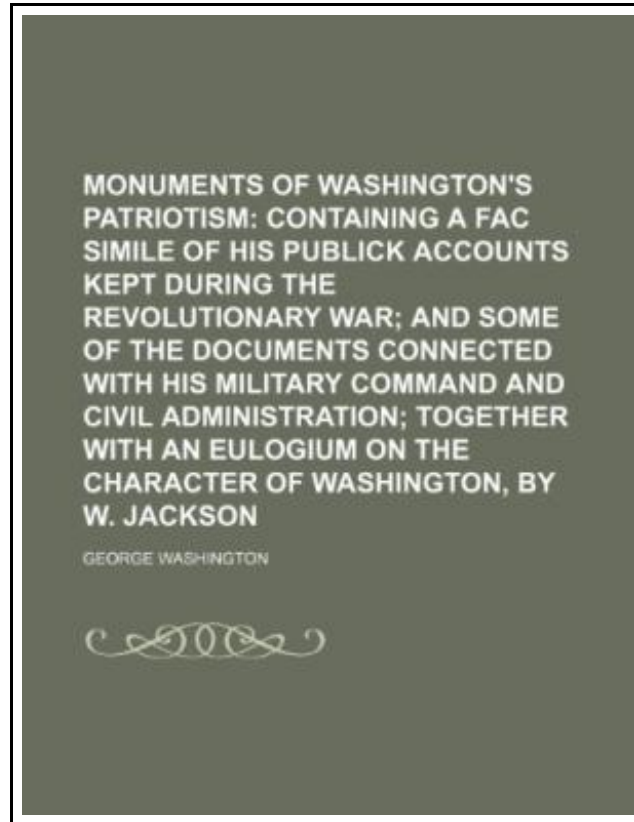 MONUMENTS OF WASHINGTON'S
PATRIOTISM: CONTAINING A FAC
SIMILE OF HIS PUBLICK ACCOUNTS
KEPT DURING THE
REVOLUTIONARY WAR; AND SOME
OF THE DOCUMENTS CONNECTED
WITH HIS MILITARY COMMAND AND
CIVIL ADMINISTRATION; TOGETHER
WITH AN EULOGIUM ON THE
CHARACTER OF WASHINGTON, BY
W. JACKSON
GEORGE WASHINGTON